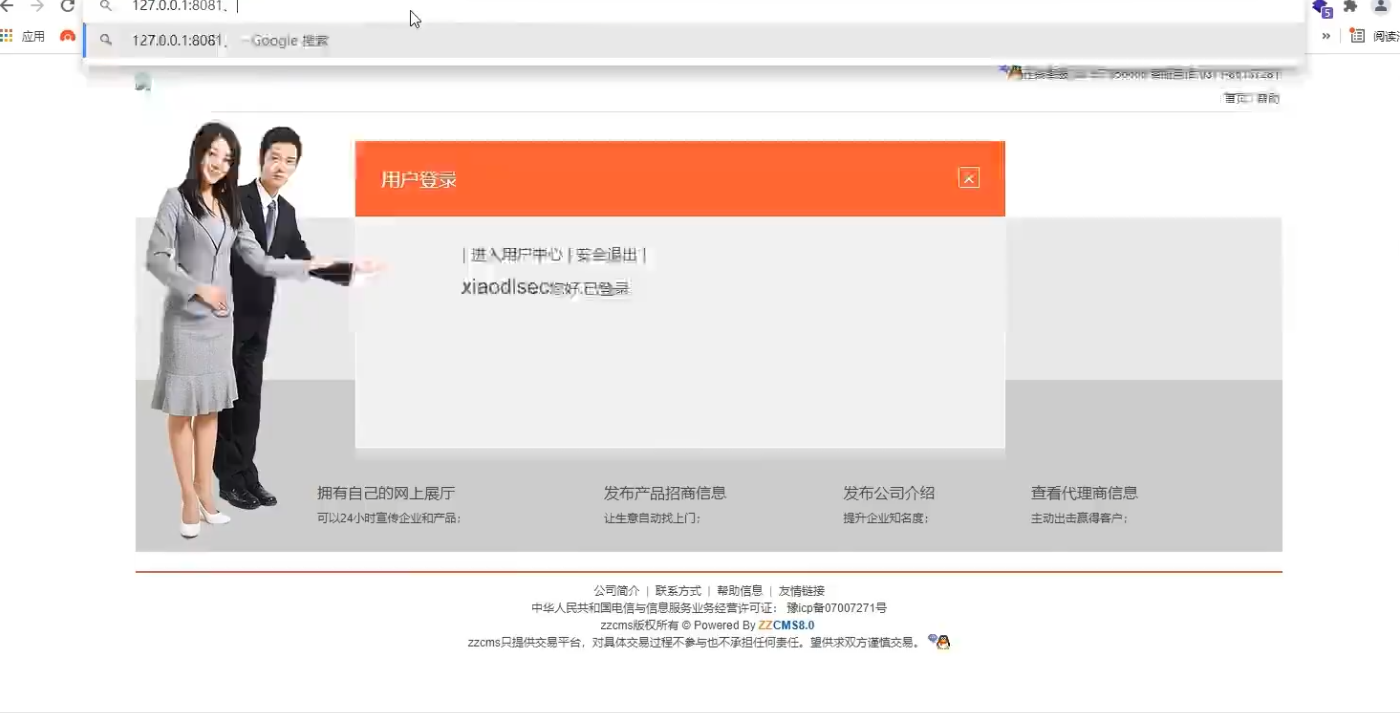 127.0.0.1:8081、
应用
127.0.0.1:8081、 - Google 搜索
5
»
阅读
首页 帮助
用户登录
| 进入用户中心 | 安全退出 |
xiaodisec您好,已登录
拥有自己的网上展厅 发布产品招商信息 发布公司介绍 查看代理商信息
可以24小时宣传企业和产品; 让生意自动找上门; 提升企业知名度; 主动出击赢得客户;
公司简介 | 联系方式 | 帮助信息 | 友情链接
中华人民共和国电信与信息服务业务经营许可证: 豫icp备07007271号
zzcms版权所有 © Powered By ZZCMS8.0
zzcms只提供交易平台,对具体交易过程不参与也不承担任何责任。望供求双方谨慎交易。